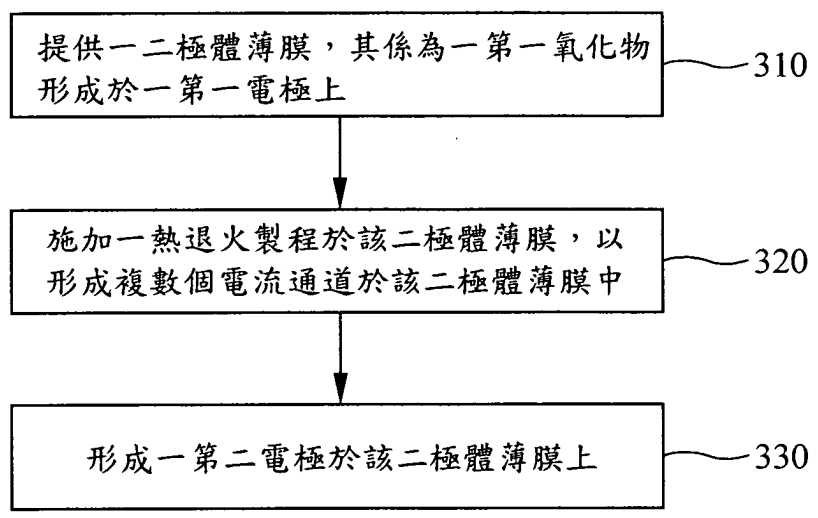 提供一二極體薄膜，其係為一第一氧化物
形成於一第一電極上
310
施加一熱退火製程於該二極體薄膜，以
形成複數個電流通道於該二極體薄膜中
320
形成一第二電極於該二極體薄膜上
330